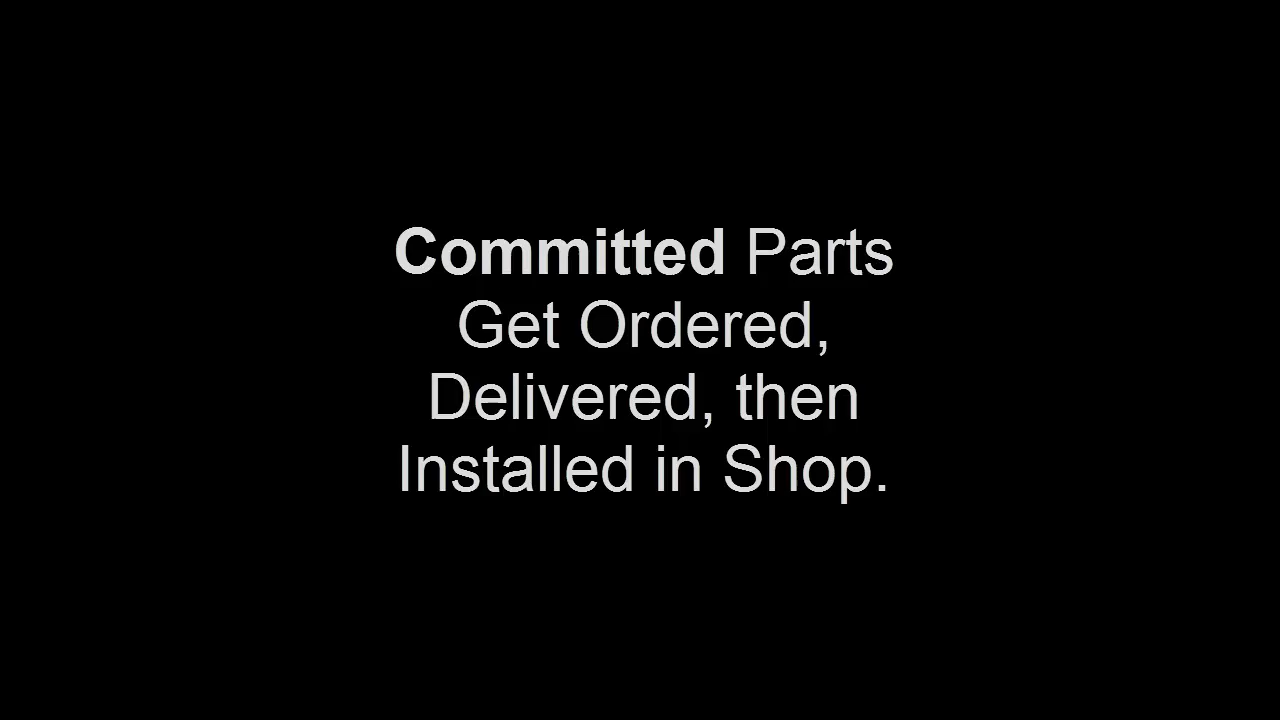 Committed Parts
Get Ordered,
Delivered, then
Installed in Shop.